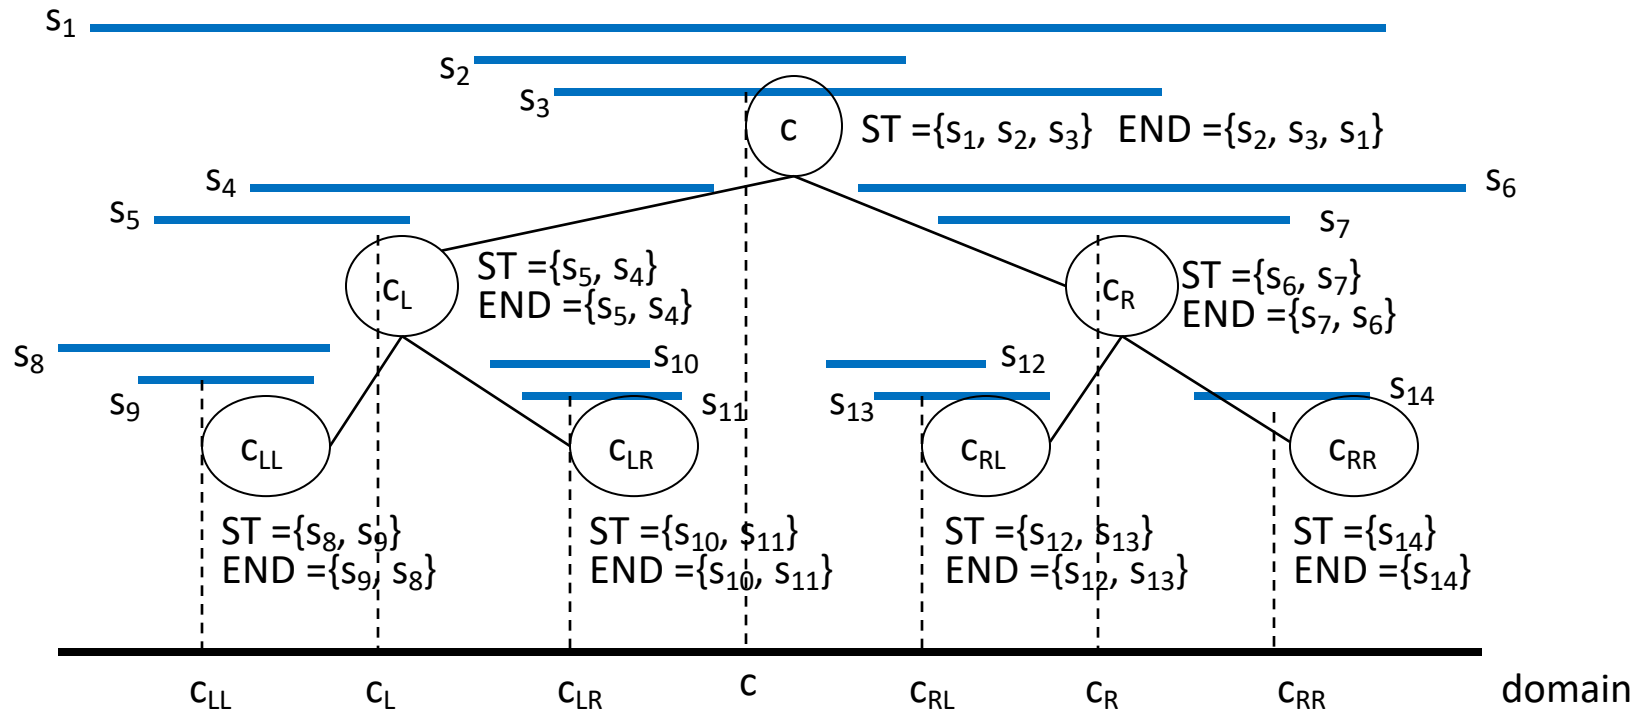 s1
s2
s3
c ST ={s1, s2, s3} END ={s2, s3, s1}
s4 s6
s5 s7
cL ST ={s5, s4}
END ={s5, s4}
cR ST ={s6, s7}
END ={s7, s6}
s8 s10 s12
s9 s11 s13 s14
cLL cLR cRL cRR
ST ={s8, s9} ST ={s10, s11} ST ={s12, s13} ST ={s14}
END ={s9, s8} END ={s10, s11} END ={s12, s13} END ={s14}
cLL cL cLR c cRL cR cRR domain